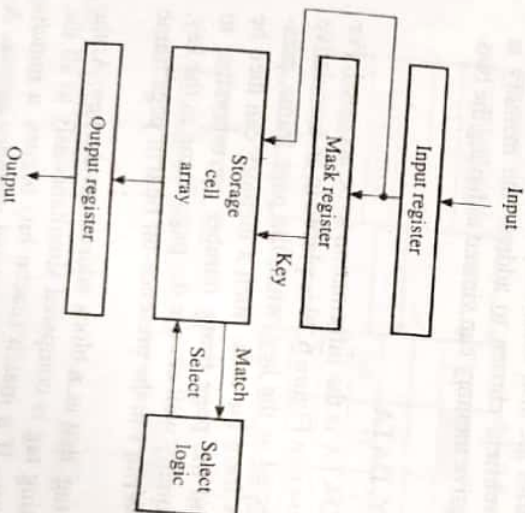 Input
Input register
Mask register
Key
Storage
cell
array
Match
Select
Select
logic
Output register
Output